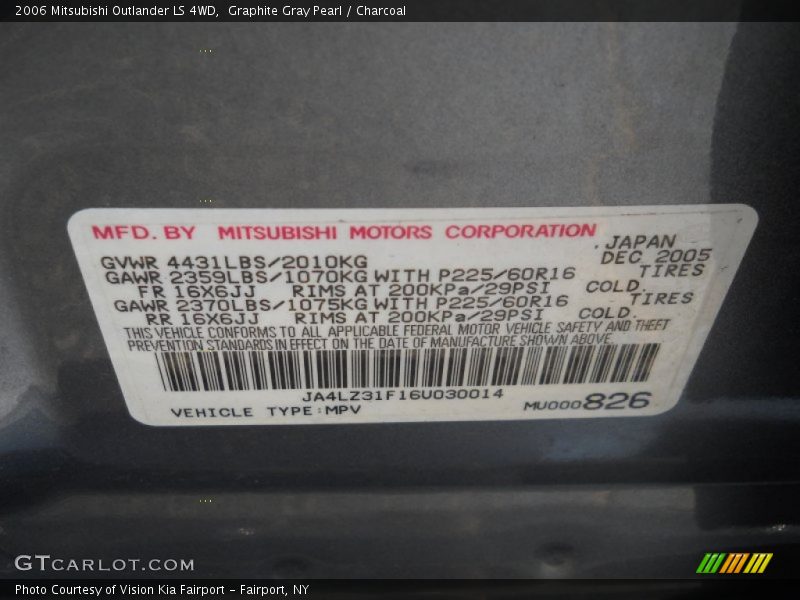 2006 Mitsubishi Outlander LS 4WD,  Graphite Gray Pearl / Charcoal
MFD. BY MITSUBISHI MOTORS CORPORATION
, JAPAN
GVWR 4431LBS/2010KG DEC 2005
GAWR 2359LBS/1070KG WITH P225/60R16 TIRES
FR 16X6JJ RIMS AT 200KPa/29PSI COLD.
GAWR 2370LBS/1075KG WITH P225/60R16 TIRES
RR 16X6JJ RIMS AT 200KPa/29PSI COLD.
THIS VEHICLE CONFORMS TO ALL APPLICABLE FEDERAL MOTOR VEHICLE SAFETY AND THEFT
PREVENTION STANDARDS IN EFFECT ON THE DATE OF MANUFACTURE SHOWN ABOVE.
JA4LZ31F16U030014
VEHICLE TYPE:MPV MU000826
GTCARLOT.COM
Photo Courtesy of Vision Kia Fairport – Fairport, NY